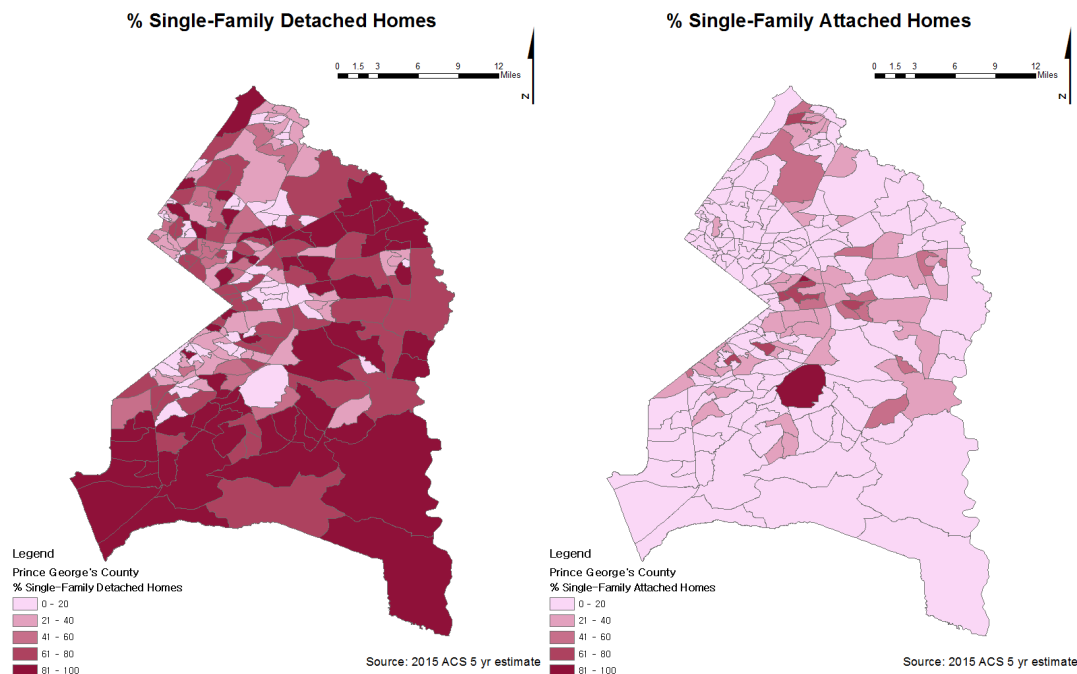 % Single-Family Detached Homes
0 1.5 3 6 9 12
Miles
N
Legend
Prince George's County
% Single-Family Detached Homes
0 - 20
21 - 40
41 - 60
61 - 80
81 - 100
Source: 2015 ACS 5 yr estimate
% Single-Family Attached Homes
0 1.5 3 6 9 12
Miles
N
Legend
Prince George's County
% Single-Family Attached Homes
0 - 20
21 - 40
41 - 60
61 - 80
81 - 100
Source: 2015 ACS 5 yr estimate